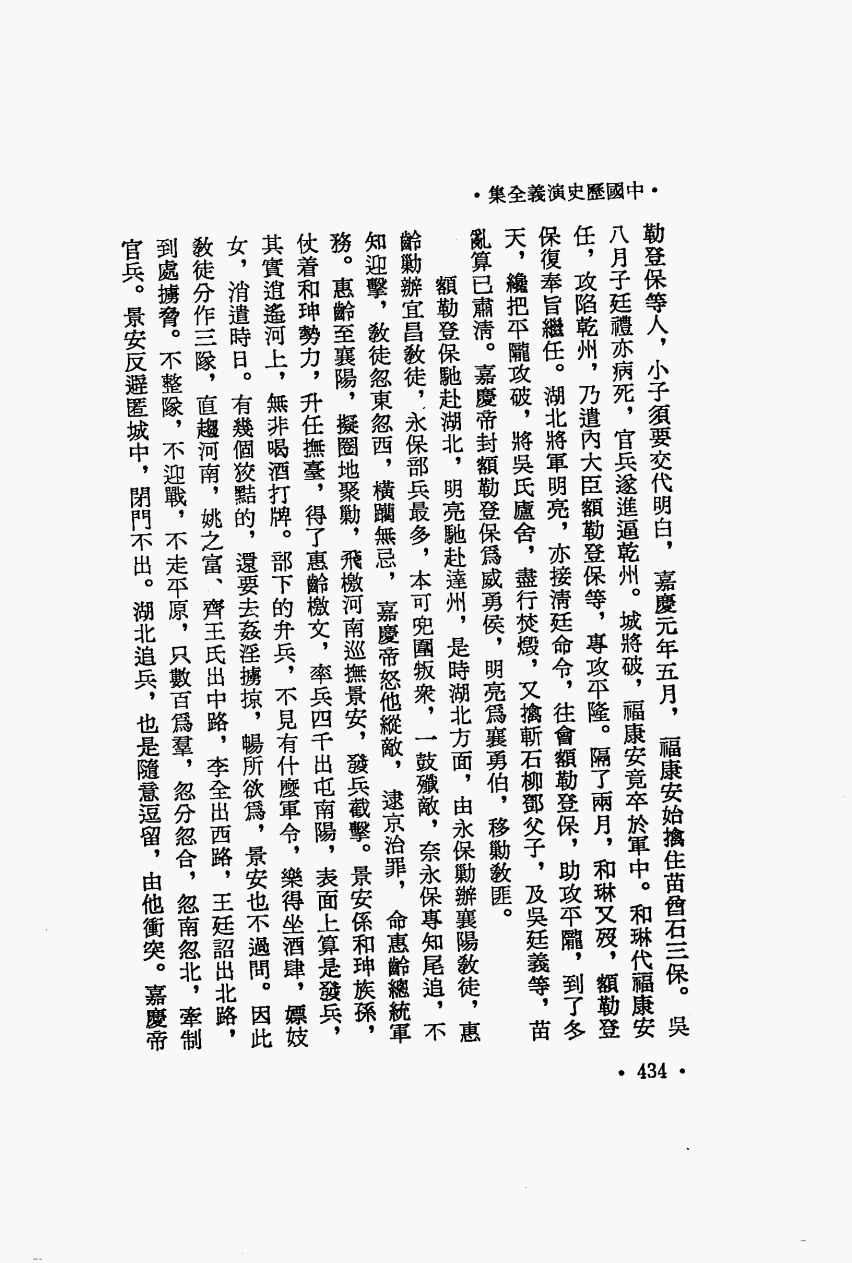 •中國歷史演義全集•
勒登保等人，小子須要交代明白，嘉慶元年五月，福康安始擒住苗酋石三保。吳
八月子廷禮亦病死，官兵遂進逼乾州。城將破，福康安竟卒於軍中。和琳代福康安
任，攻陷乾州，乃遣內大臣額勒登保等，專攻平隆。隔了兩月，和琳又歿，額勒登
保復奉旨繼任。湖北將軍明亮，亦接淸廷命令，往會額勒登保，助攻平隴，到了冬
天，纔把平隴攻破，將吳氏廬舍，盡行焚燬，又擒斬石柳鄧父子，及吳廷義等，苗
亂算已肅淸。嘉慶帝封額勒登保爲威勇侯，明亮爲襄勇伯，移勦敎匪。
額勒登保馳赴湖北，明亮馳赴達州，是時湖北方面，由永保勦辦襄陽敎徒，惠
齡勦辦宜昌敎徒，永保部兵最多，本可兜圍叛衆，一鼓殲敵，奈永保專知尾追，不
知迎擊，敎徒忽東忽西，橫躪無忌，嘉慶帝怒他縱敵，逮京治罪，命惠齡總統軍
務。惠齡至襄陽，擬圈地聚勦，飛檄河南巡撫景安，發兵截擊。景安係和珅族孫，
仗着和珅勢力，升任撫臺，得了惠齡檄文，率兵四千出屯南陽，表面上算是發兵，
其實逍遙河上，無非喝酒打牌。部下的弁兵，不見有什麼軍令，樂得坐酒肆，嫖妓
女，消遣時日。有幾個狡黠的，還要去姦淫擄掠，暢所欲爲，景安也不過問。因此
敎徒分作三隊，直趨河南，姚之富、齊王氏出中路，李全出西路，王廷詔出北路，
到處擄脅。不整隊，不迎戰，不走平原，只數百爲羣，忽分忽合，忽南忽北，牽制
官兵。景安反避匿城中，閉門不出。湖北追兵，也是隨意逗留，由他衝突。嘉慶帝
•434•